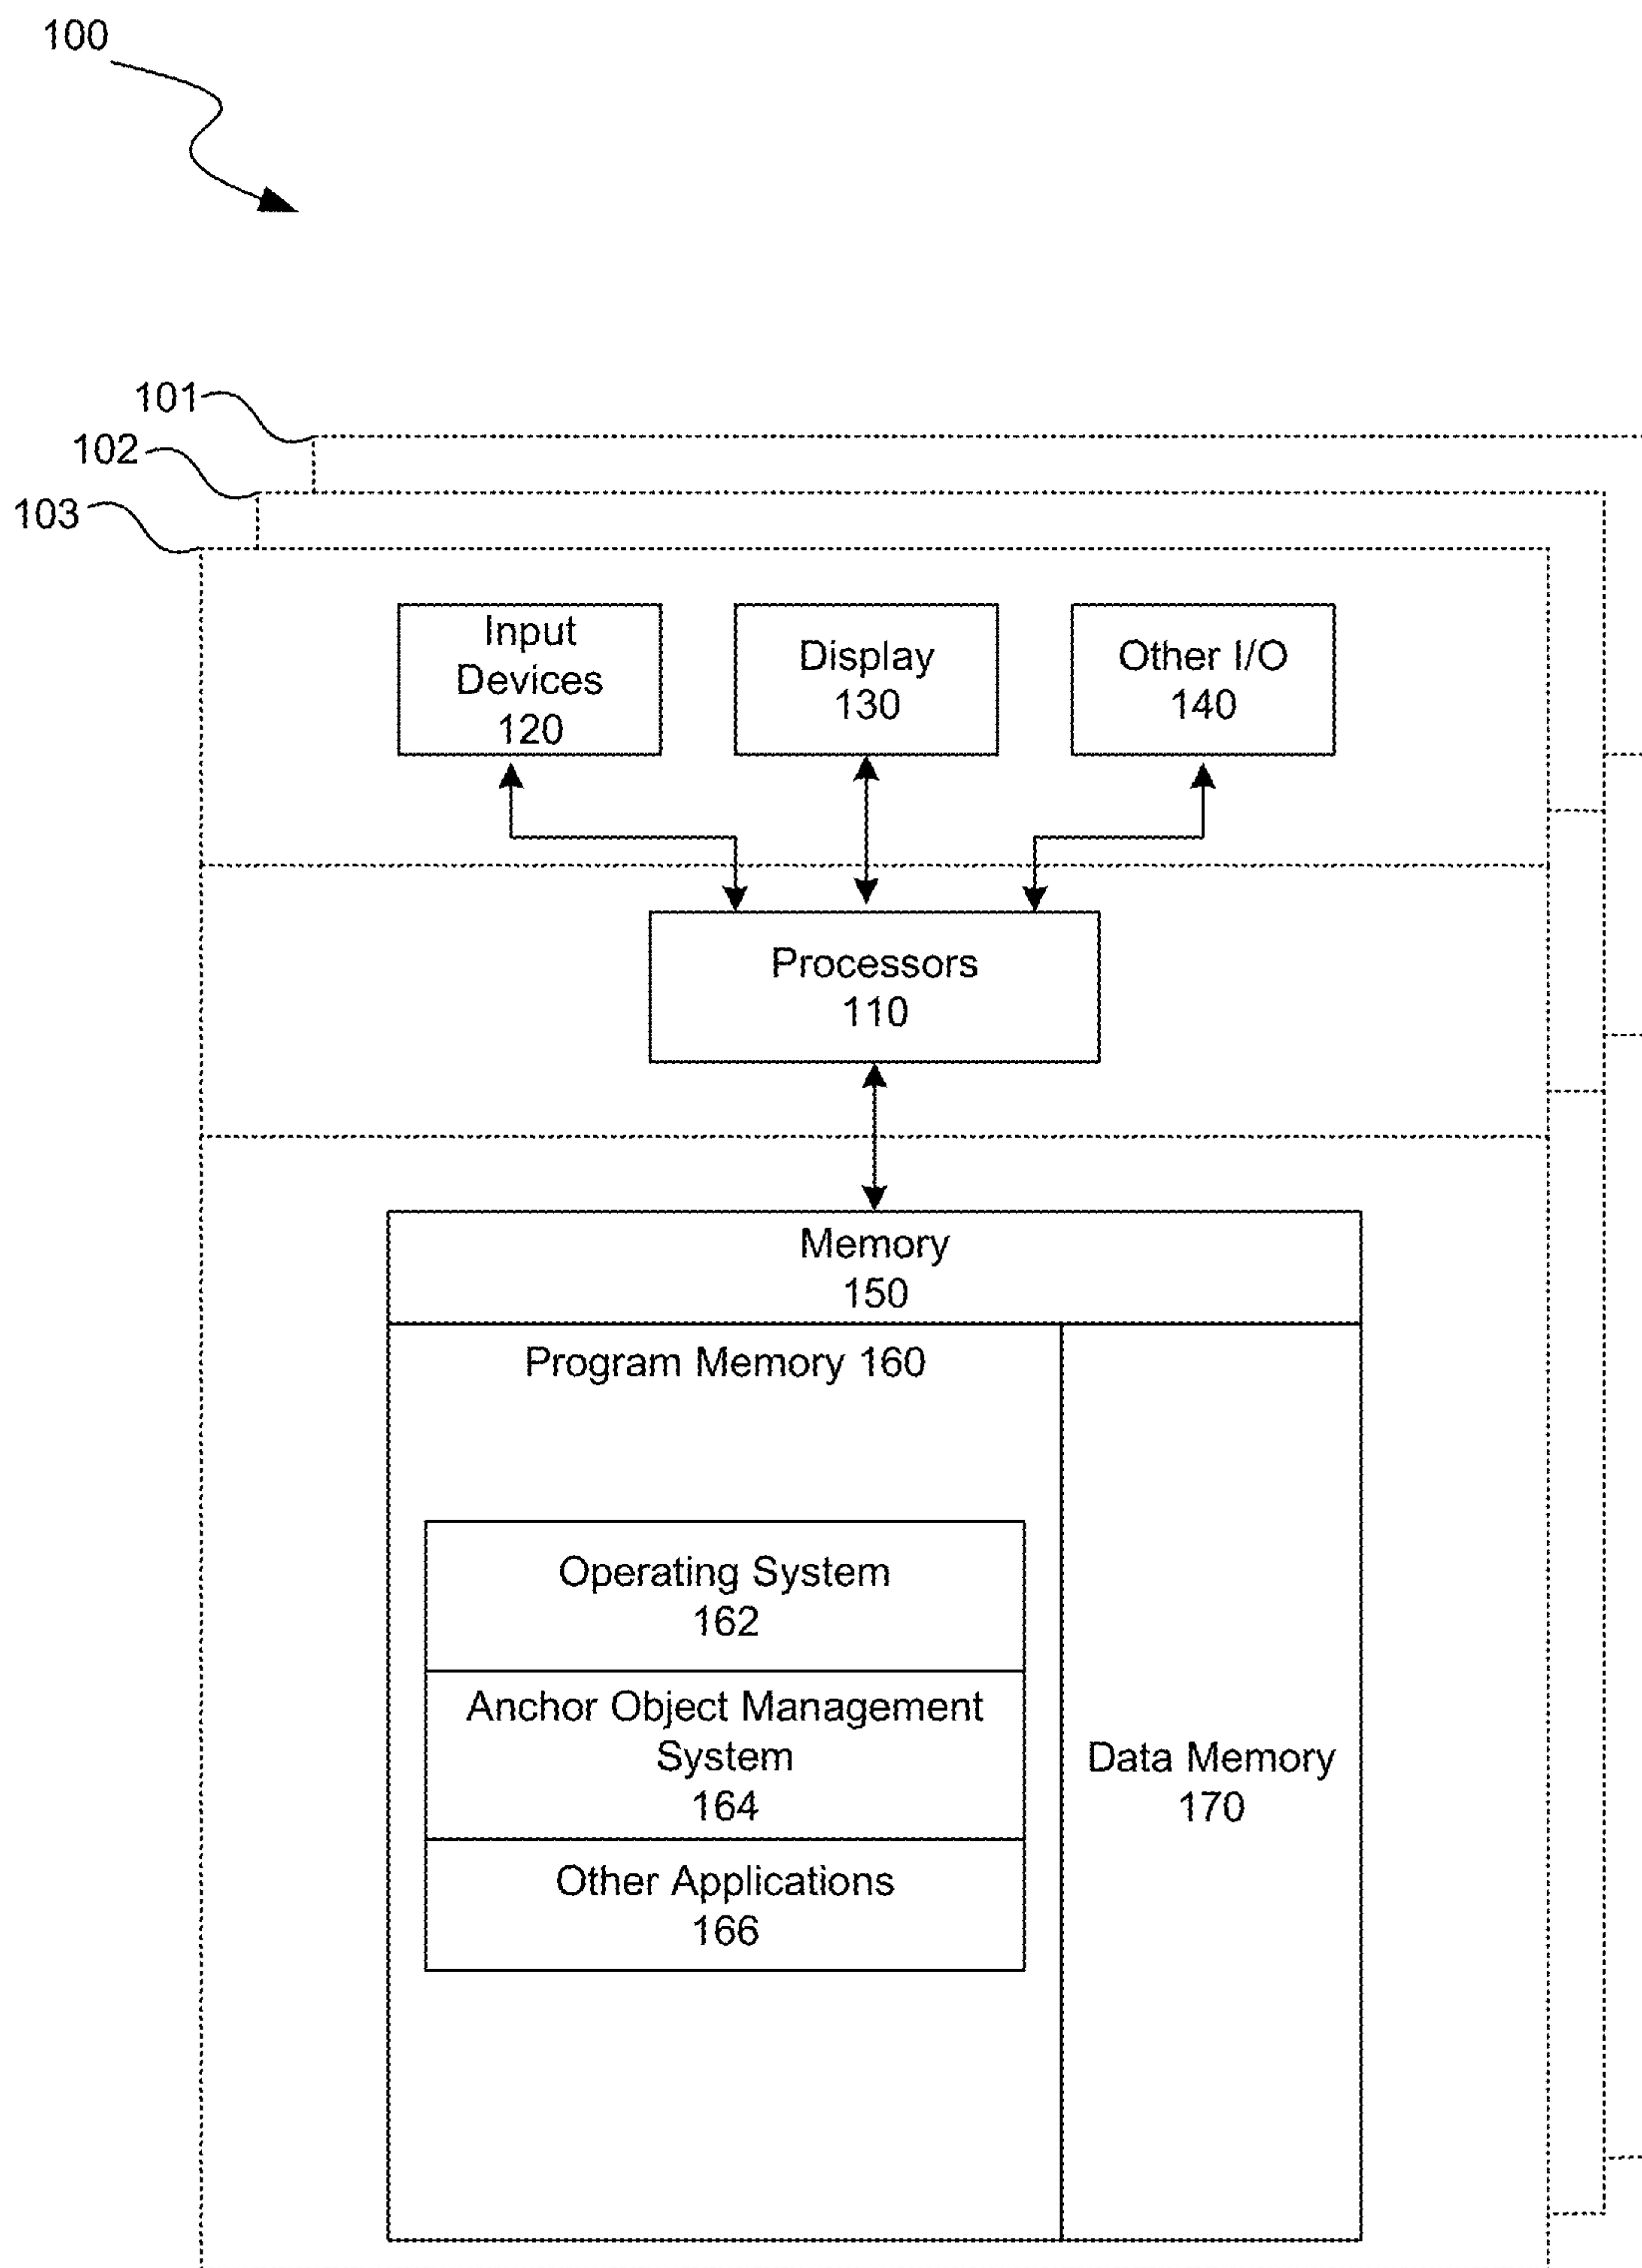 100
101
102
103
Input
Devices
120
Display
130
Other I/O
140
Processors
110
Memory
150
Program Memory 160
Operating System
162
Anchor Object Management
System
164
Other Applications
166
Data Memory
170